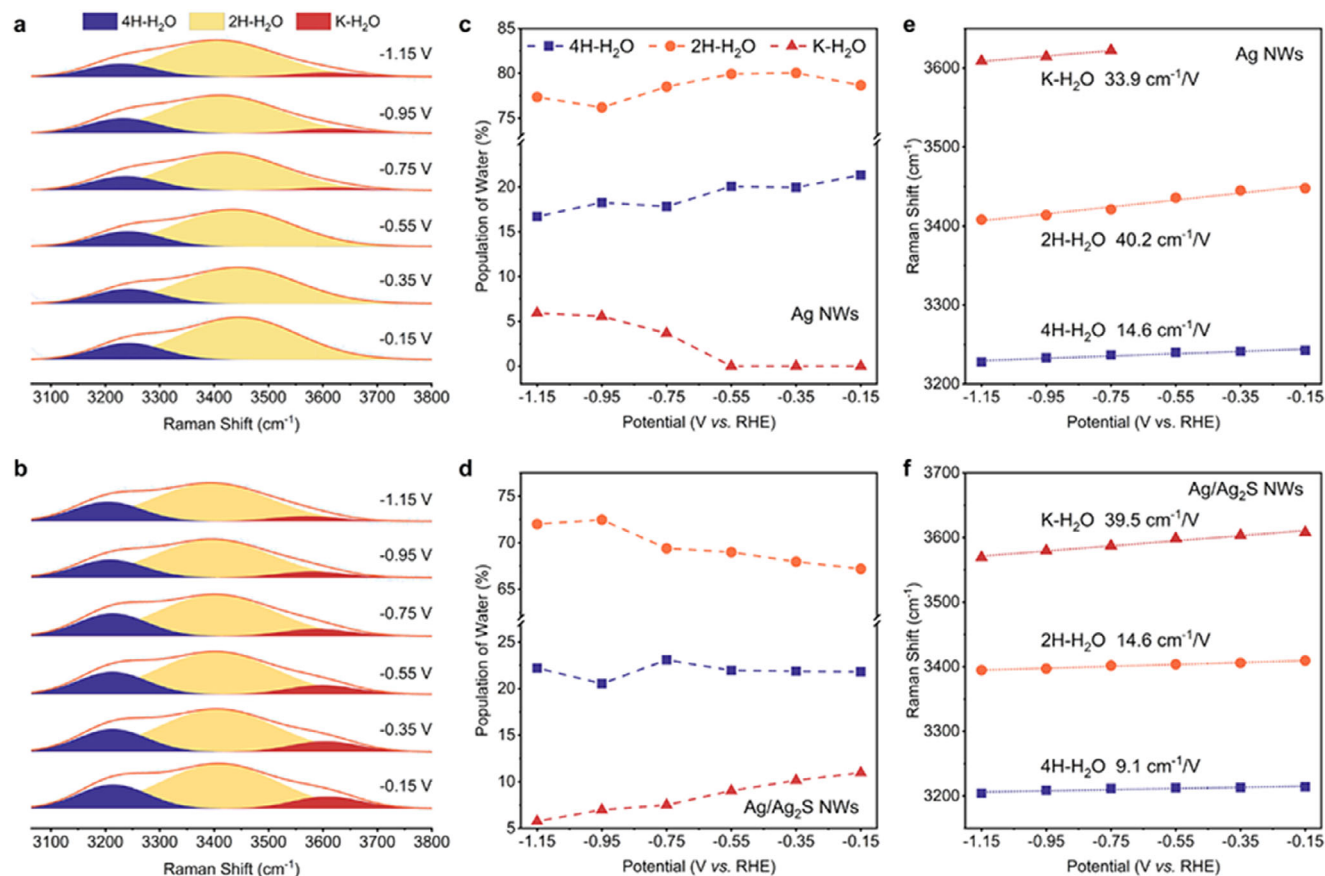 a
4H-H₂O 2H-H₂O K-H₂O
-1.15 V
-0.95 V
-0.75 V
-0.55 V
-0.35 V
-0.15 V
3100 3200 3300 3400 3500 3600 3700 3800
Raman Shift (cm⁻¹)
c
4H-H₂O 2H-H₂O K-H₂O
85
80
75
20
15
10
5
0
Population of Water (%)
Ag NWs
-1.15 -0.95 -0.75 -0.55 -0.35 -0.15
Potential (V vs. RHE)
e
Ag NWs
3600
3500
3400
3300
3200
Raman Shift (cm⁻¹)
K-H₂O 33.9 cm⁻¹/V
2H-H₂O 40.2 cm⁻¹/V
4H-H₂O 14.6 cm⁻¹/V
-1.15 -0.95 -0.75 -0.55 -0.35 -0.15
Potential (V vs. RHE)
b
-1.15 V
-0.95 V
-0.75 V
-0.55 V
-0.35 V
-0.15 V
3100 3200 3300 3400 3500 3600 3700 3800
Raman Shift (cm⁻¹)
d
75
70
65
25
20
15
10
5
Population of Water (%)
Ag/Ag₂S NWs
-1.15 -0.95 -0.75 -0.55 -0.35 -0.15
Potential (V vs. RHE)
f
3700
3600
3500
3400
3300
3200
Raman Shift (cm⁻¹)
Ag/Ag₂S NWs
K-H₂O 39.5 cm⁻¹/V
2H-H₂O 14.6 cm⁻¹/V
4H-H₂O 9.1 cm⁻¹/V
-1.15 -0.95 -0.75 -0.55 -0.35 -0.15
Potential (V vs. RHE)